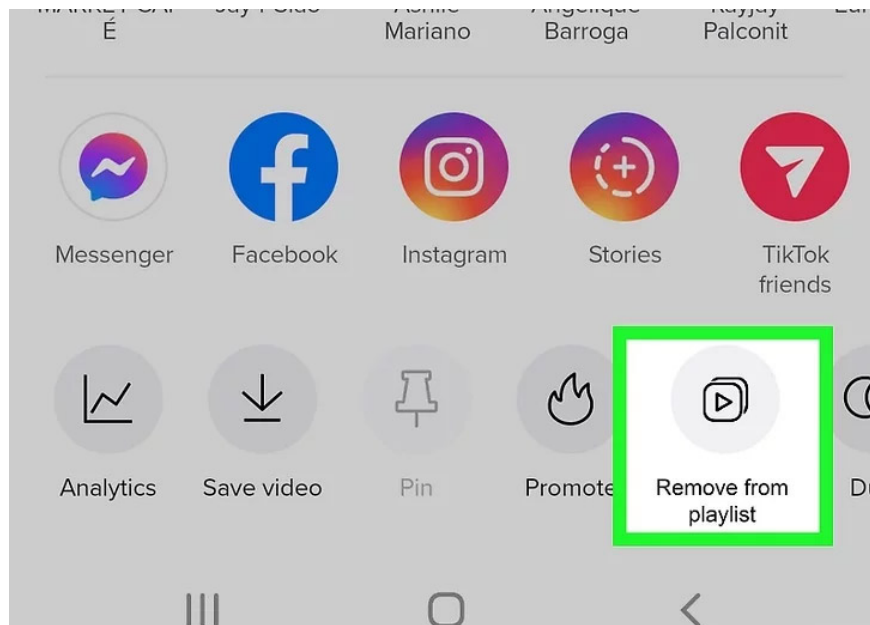 É
Mariano
Barroga
Palconit
Messenger
Facebook
Instagram
Stories
TikTok
friends
Analytics
Save video
Pin
Promote
Remove from
playlist